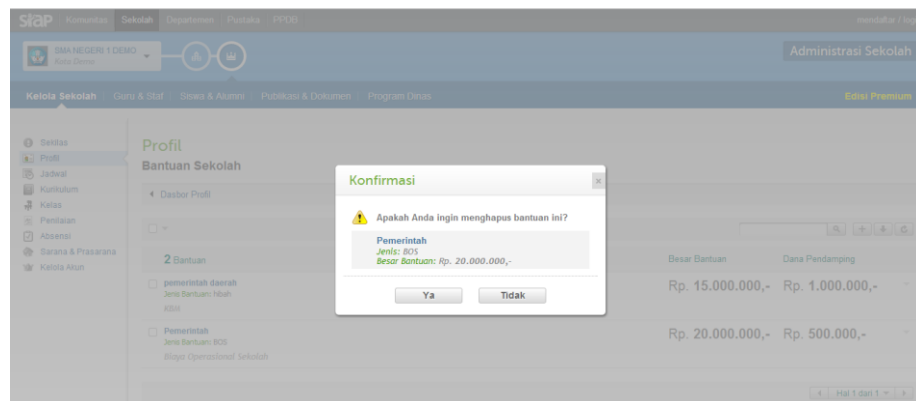 siap Komunitas Sekolah Departemen Pustaka PPDB mendaftar /
SMA NEGERI 1 DEMO
Kota Demo
Administrasi Sekolah
Kelola Sekolah Guru & Staf Siswa & Alumni Publikasi & Dokumen Program Dinas Edisi Premium
Sekilas
Profil
Jadwal
Kurikulum
Kelas
Penilaian
Absensi
Sarana & Prasarana
Kelola Akun
Profil
Bantuan Sekolah
Dasbor Profil
2 Bantuan Besar Bantuan Dana Pendamping
pemerintah daerah Rp. 15.000.000,- Rp. 1.000.000,-
Jenis Bantuan: hibah
Pemerintah Rp. 20.000.000,- Rp. 500.000,-
Jenis Bantuan: BOS
Biaya Operasional Sekolah
Hal 1 dari 1
Konfirmasi
Apakah Anda ingin menghapus bantuan ini?
Pemerintah
Jenis: BOS
Besar Bantuan: Rp. 20.000.000,-
Ya Tidak